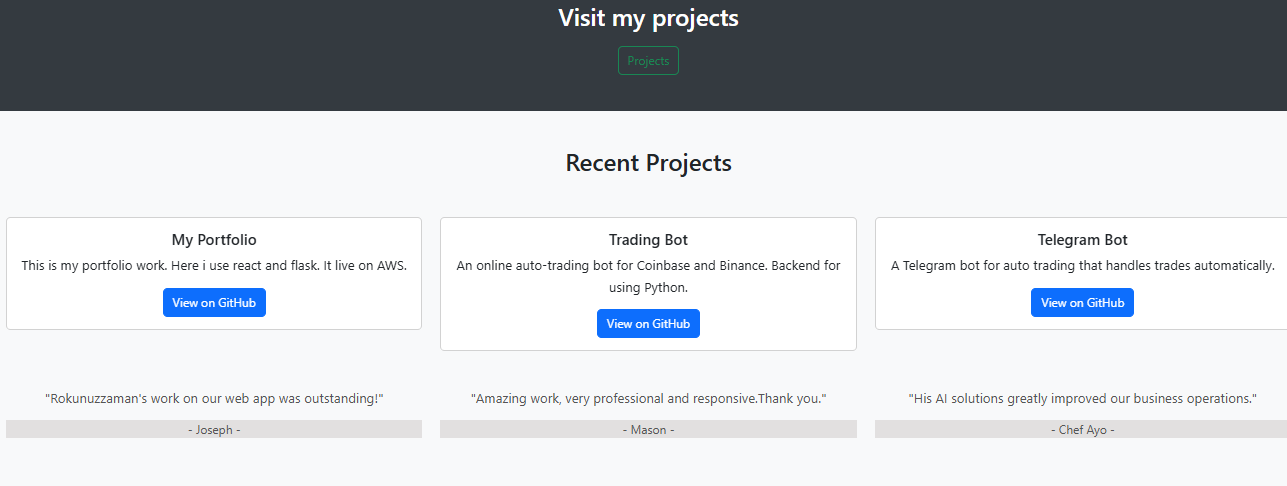 Visit my projects
Projects
Recent Projects
My Portfolio
This is my portfolio work. Here i use react and flask. It live on AWS.
View on GitHub
Trading Bot
An online auto-trading bot for Coinbase and Binance. Backend for
using Python.
View on GitHub
Telegram Bot
A Telegram bot for auto trading that handles trades automatically.
View on GitHub
"Rokunuzzaman's work on our web app was outstanding!"
- Joseph -
"Amazing work, very professional and responsive.Thank you."
- Mason -
"His AI solutions greatly improved our business operations."
- Chef Ayo -